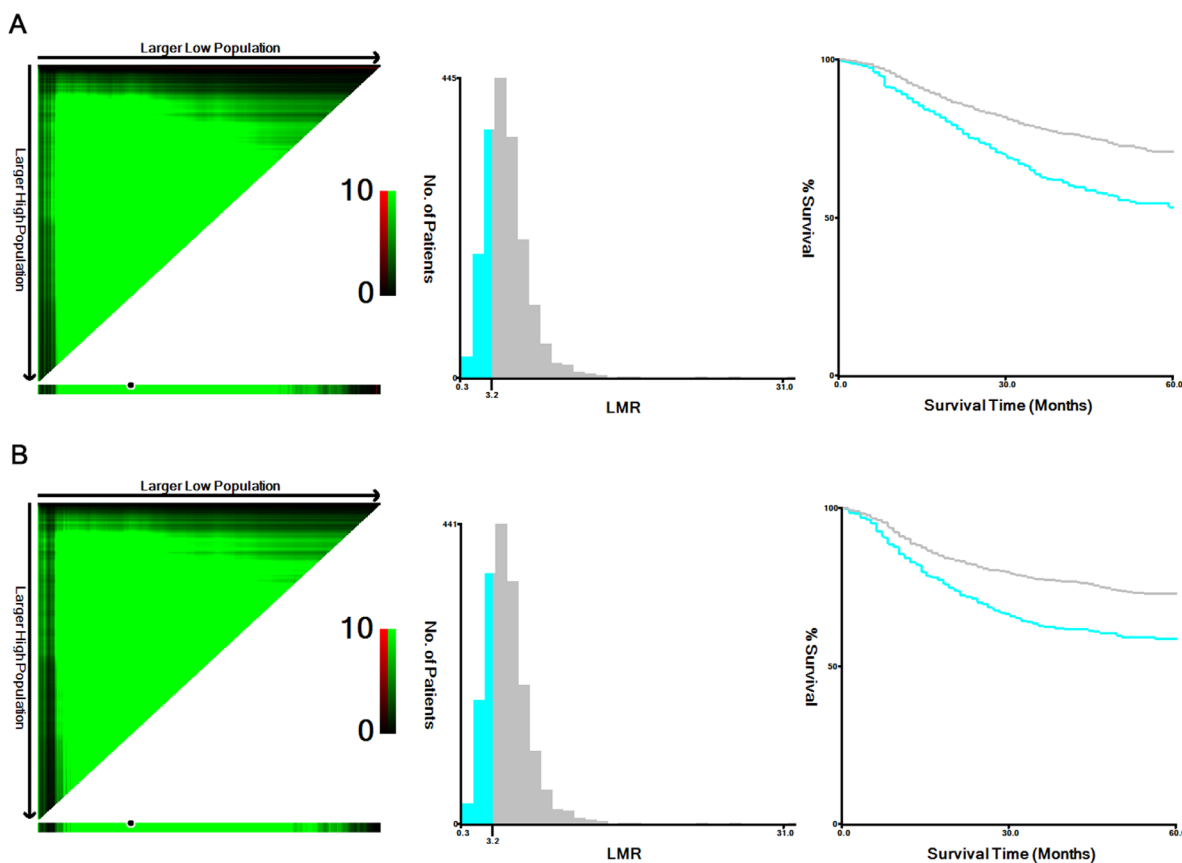 A
Larger Low Population
Larger High Population
10
0
No. of Patients
445
0
0.3
3.2
31.0
LMR
% Survival
100
50
0
0.0
30.0
60.0
Survival Time (Months)
B
Larger Low Population
Larger High Population
10
0
No. of Patients
441
0
0.3
3.2
31.0
LMR
% Survival
100
50
0
0.0
30.0
60.0
Survival Time (Months)